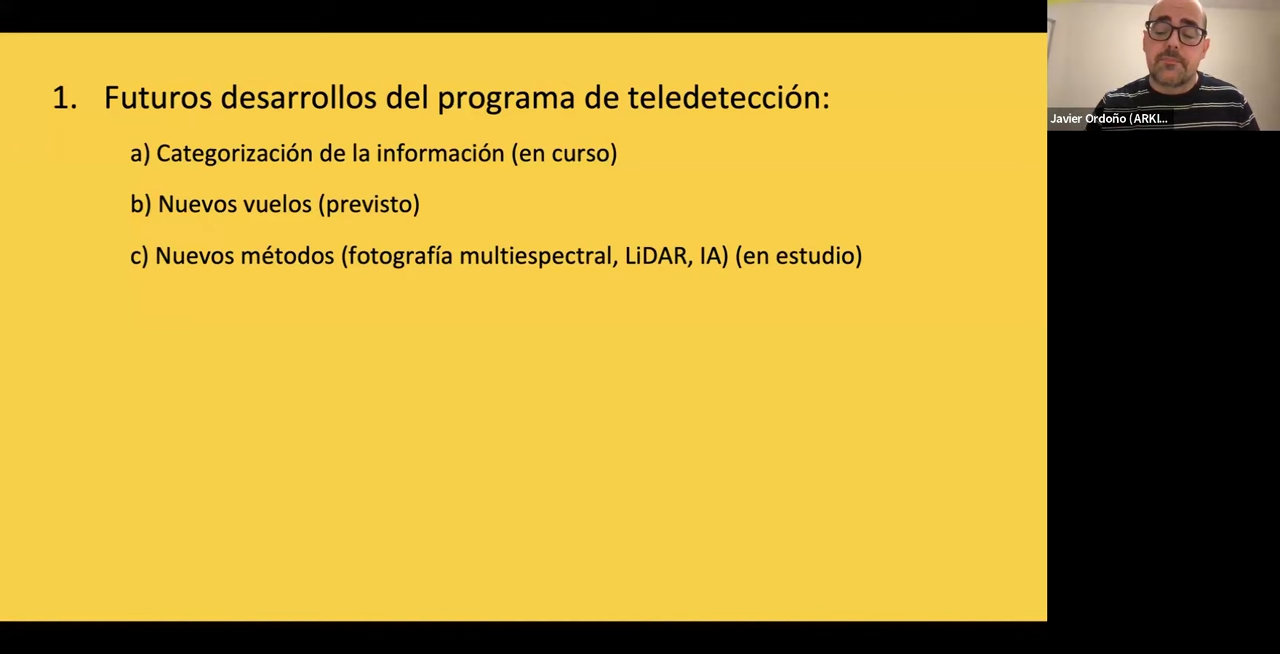 1. Futuros desarrollos del programa de teledetección:
a) Categorización de la información (en curso)
b) Nuevos vuelos (previsto)
c) Nuevos métodos (fotografía multiespectral, LiDAR, IA) (en estudio)
Javier Ordoño (ARKI...